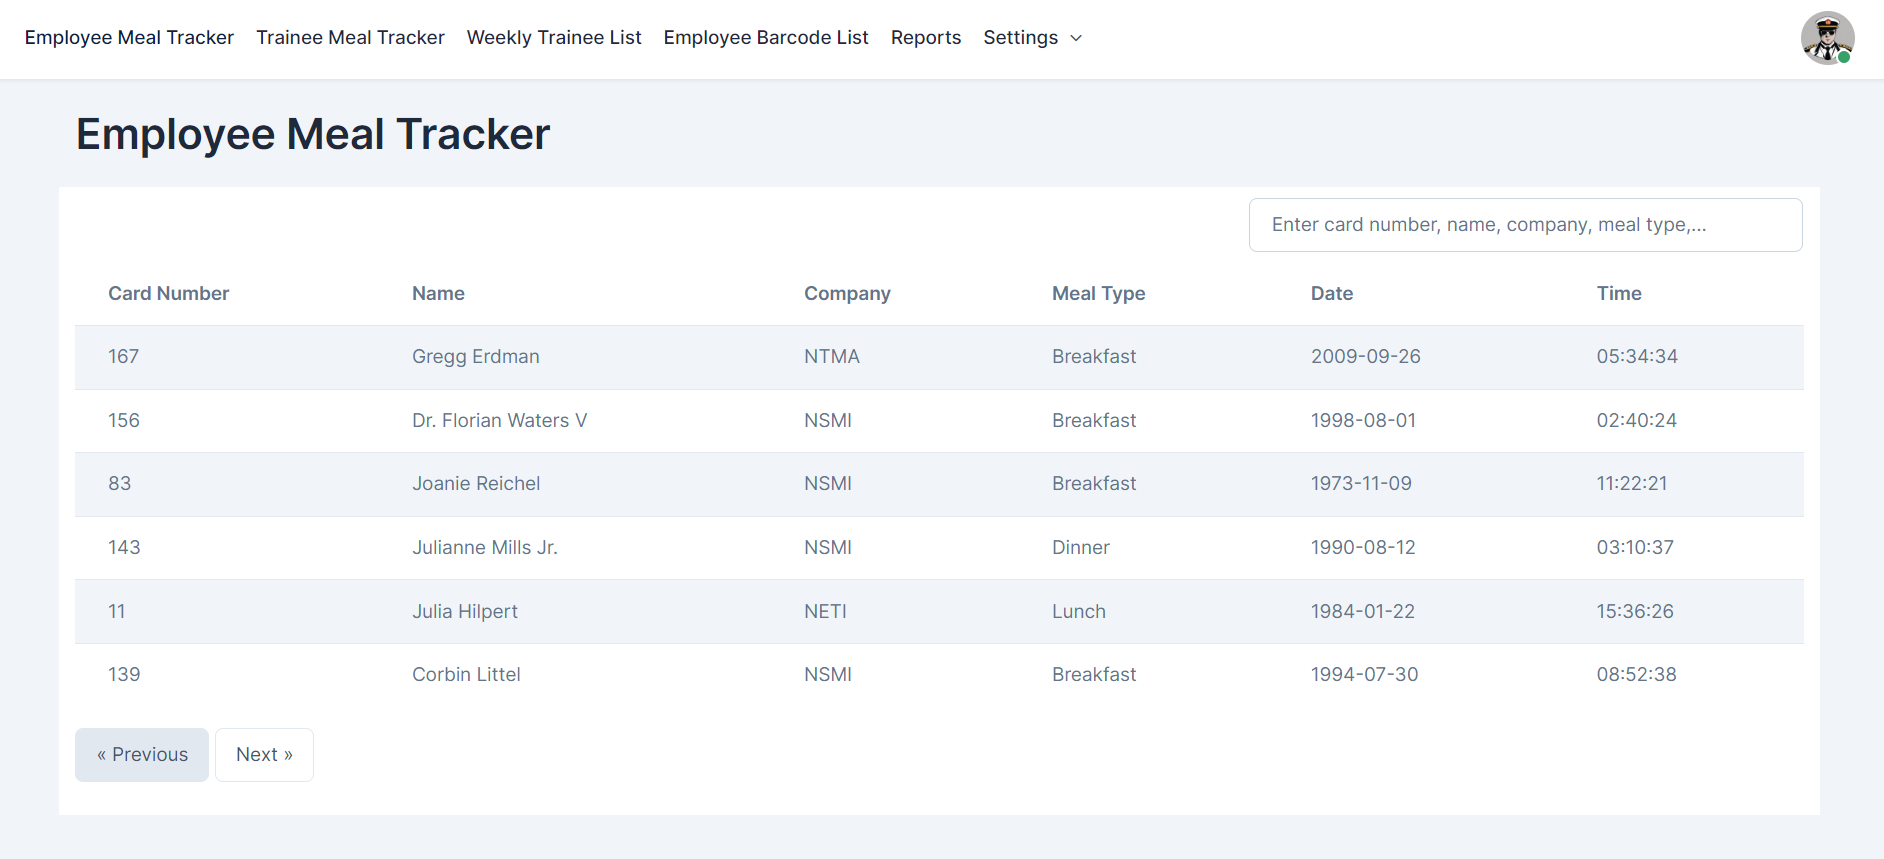 Employee Meal Tracker Trainee Meal Tracker Weekly Trainee List Employee Barcode List Reports Settings
Employee Meal Tracker
Enter card number, name, company, meal type,...
Card Number Name Company Meal Type Date Time
167 Gregg Erdman NTMA Breakfast 2009-09-26 05:34:34
156 Dr. Florian Waters V NSMI Breakfast 1998-08-01 02:40:24
83 Joanie Reichel NSMI Breakfast 1973-11-09 11:22:21
143 Julianne Mills Jr. NSMI Dinner 1990-08-12 03:10:37
11 Julia Hilpert NETI Lunch 1984-01-22 15:36:26
139 Corbin Littel NSMI Breakfast 1994-07-30 08:52:38
« Previous Next »